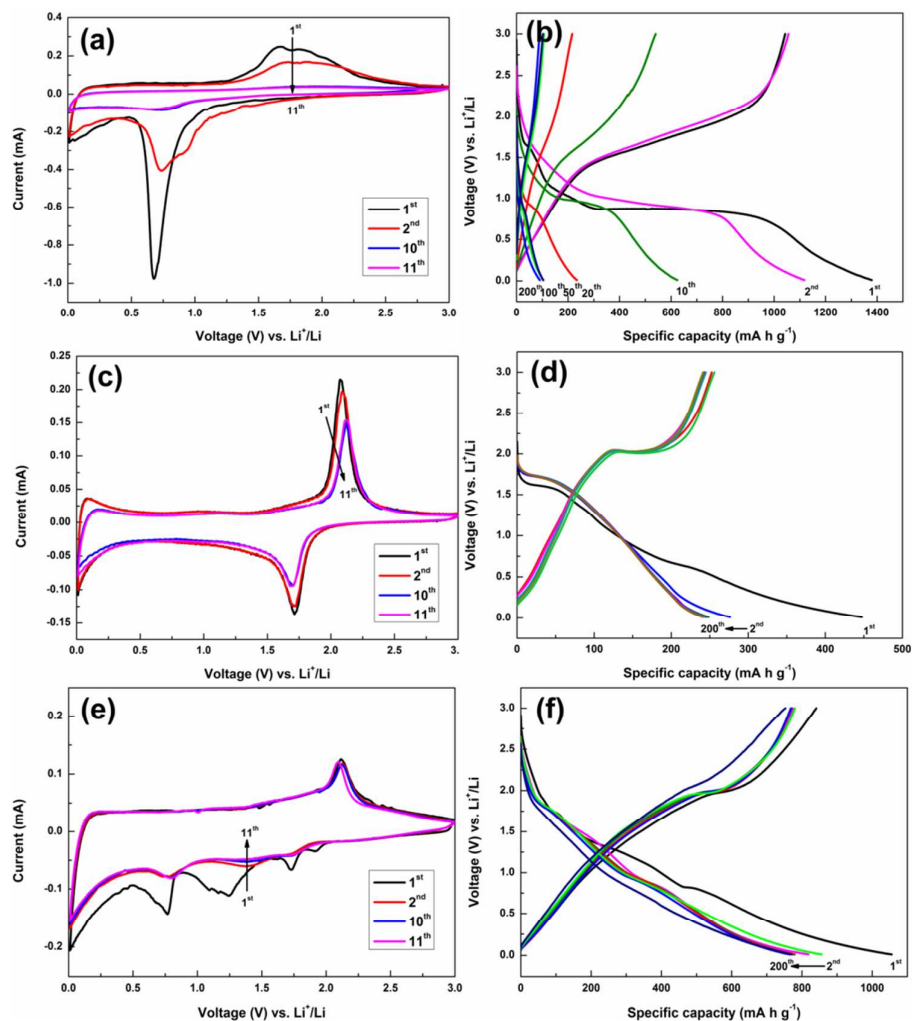 (a)
Current (mA)
0.4
0.2
0.0
-0.2
-0.4
-0.6
-0.8
-1.0
1st
11th
1st
2nd
10th
11th
0.0 0.5 1.0 1.5 2.0 2.5 3.0
Voltage (V) vs. Li+/Li
(b)
Voltage (V) vs. Li+/Li
3.0
2.5
2.0
1.5
1.0
0.5
0.0
200th 100th 50th 20th 10th 2nd 1st
0 200 400 600 800 1000 1200 1400
Specific capacity (mA h g-1)
(c)
Current (mA)
0.25
0.20
0.15
0.10
0.05
0.00
-0.05
-0.10
-0.15
1st
11th
1st
2nd
10th
11th
0.0 0.5 1.0 1.5 2.0 2.5 3.0
Voltage (V) vs. Li+/Li
(d)
Voltage (V) vs. Li+/Li
3.0
2.5
2.0
1.5
1.0
0.5
0.0
200th 2nd 1st
0 100 200 300 400 500
Specific capacity (mA h g-1)
(e)
Current (mA)
0.2
0.1
0.0
-0.1
-0.2
11th
1st
1st
2nd
10th
11th
0.0 0.5 1.0 1.5 2.0 2.5 3.0
Voltage (V) vs. Li+/Li
(f)
Voltage (V) vs. Li+/Li
3.0
2.5
2.0
1.5
1.0
0.5
0.0
200th 2nd 1st
0 200 400 600 800 1000
Specific capacity (mA h g-1)